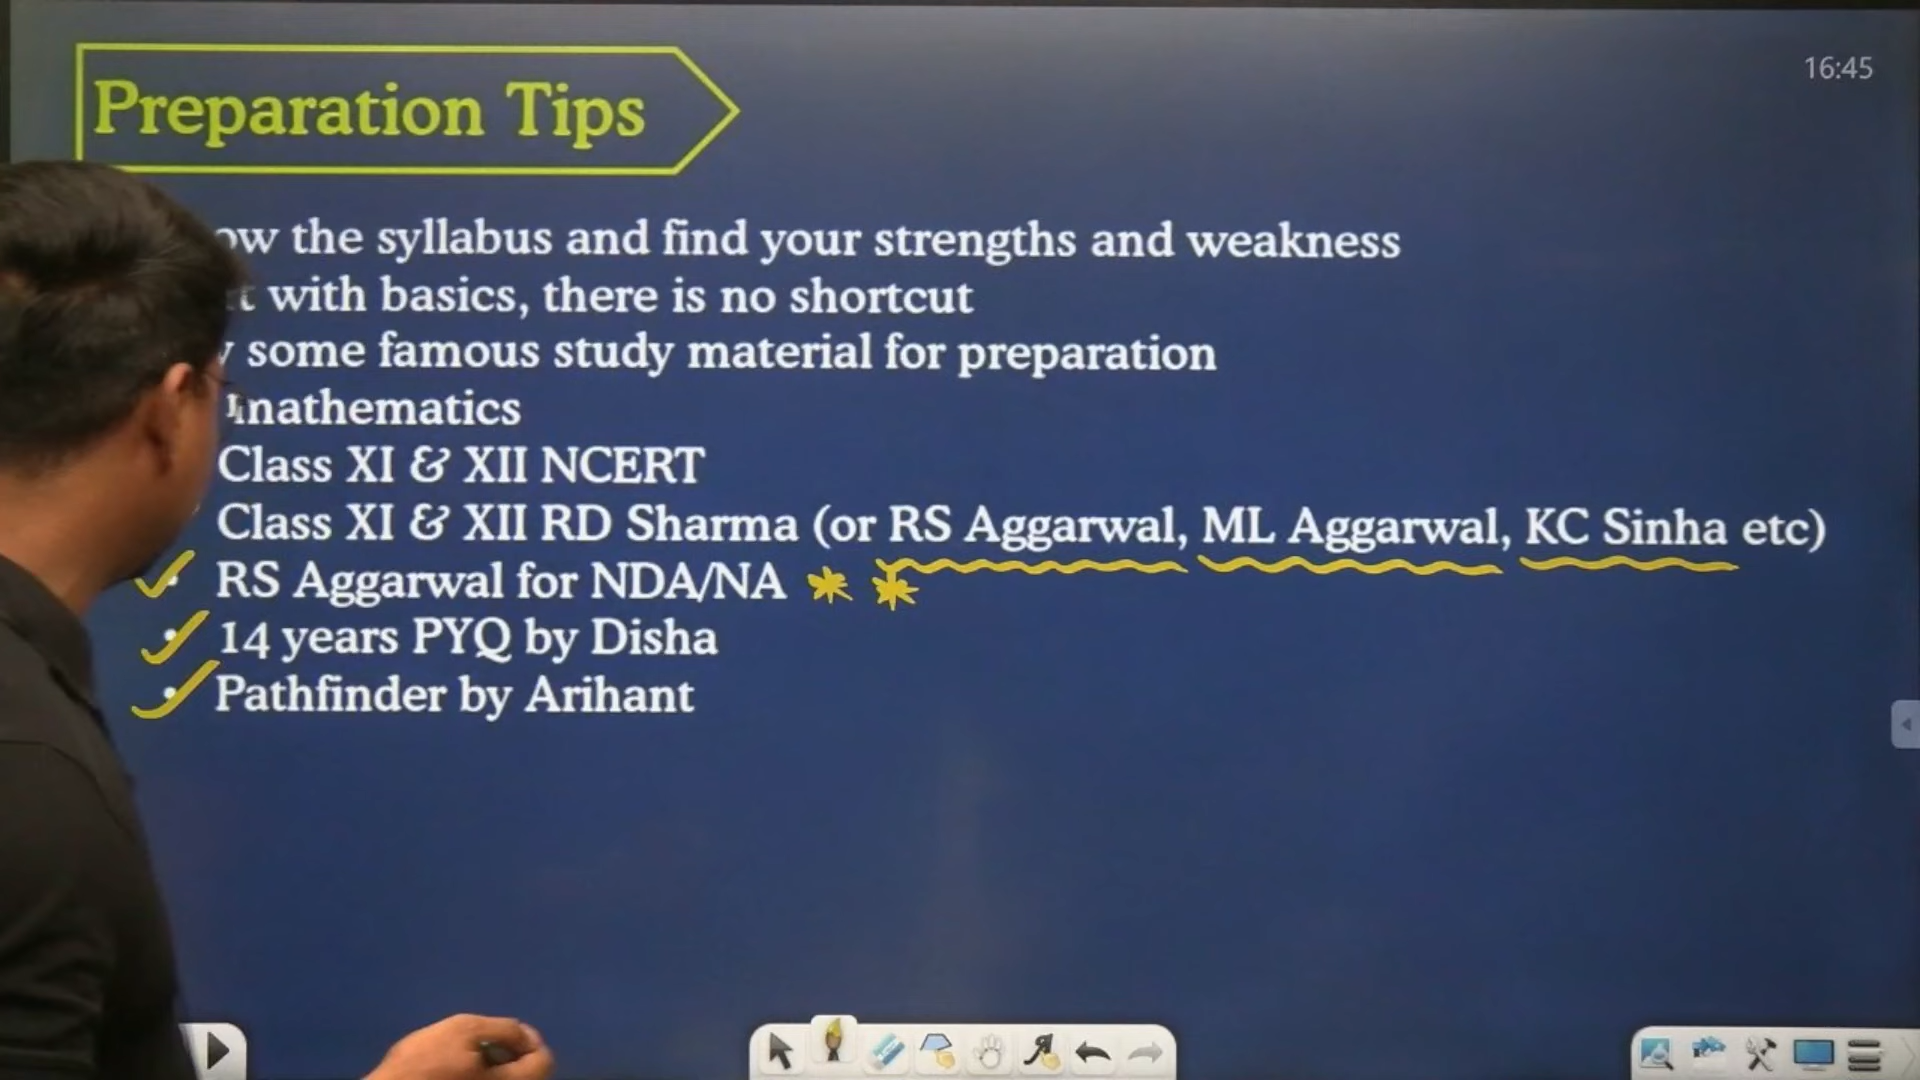 Preparation Tips
16:45
the syllabus and find your strengths and weakness
with basics, there is no shortcut
some famous study material for preparation
mathematics
Class XI & XII NCERT
Class XI & XII RD Sharma (or RS Aggarwal, ML Aggarwal, KC Sinha etc)
RS Aggarwal for NDA/NA
14 years PYQ by Disha
Pathfinder by Arihant